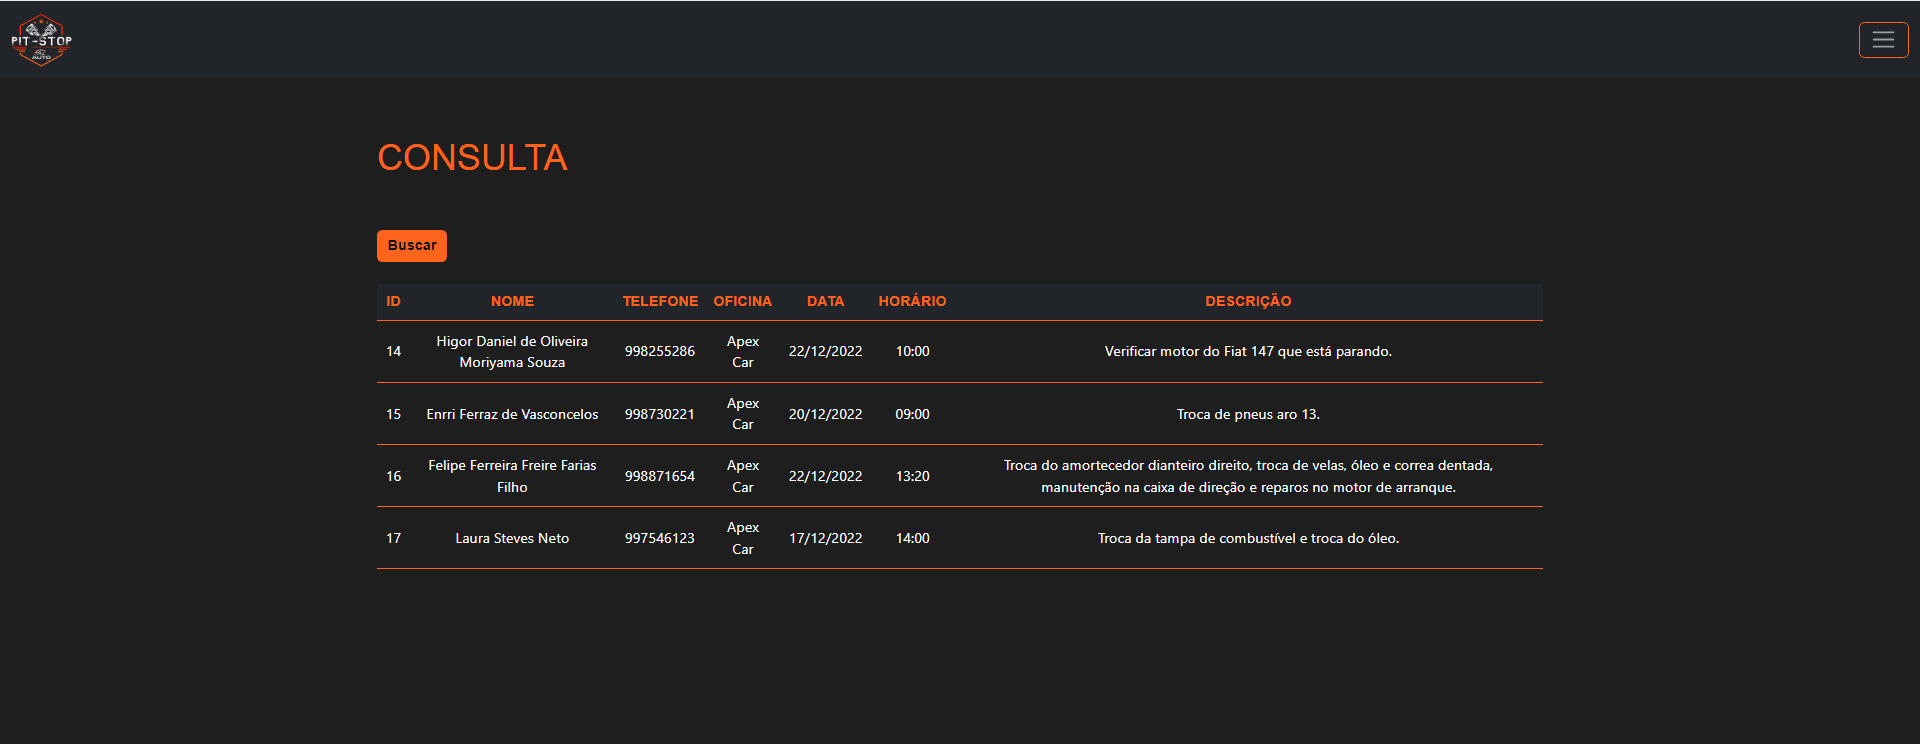 PIT-STOP
AUTO
CONSULTA
Buscar
ID NOME TELEFONE OFICINA DATA HORÁRIO DESCRIÇÃO
14 Higor Daniel de Oliveira Moriyama Souza 998255286 Apex Car 22/12/2022 10:00 Verificar motor do Fiat 147 que está parando.
15 Enrri Ferraz de Vasconcelos 998730221 Apex Car 20/12/2022 09:00 Troca de pneus aro 13.
16 Felipe Ferreira Freire Farias Filho 998871654 Apex Car 22/12/2022 13:20 Troca do amortecedor dianteiro direito, troca de velas, óleo e correa dentada, manutenção na caixa de direção e reparos no motor de arranque.
17 Laura Steves Neto 997546123 Apex Car 17/12/2022 14:00 Troca da tampa de combustível e troca do óleo.